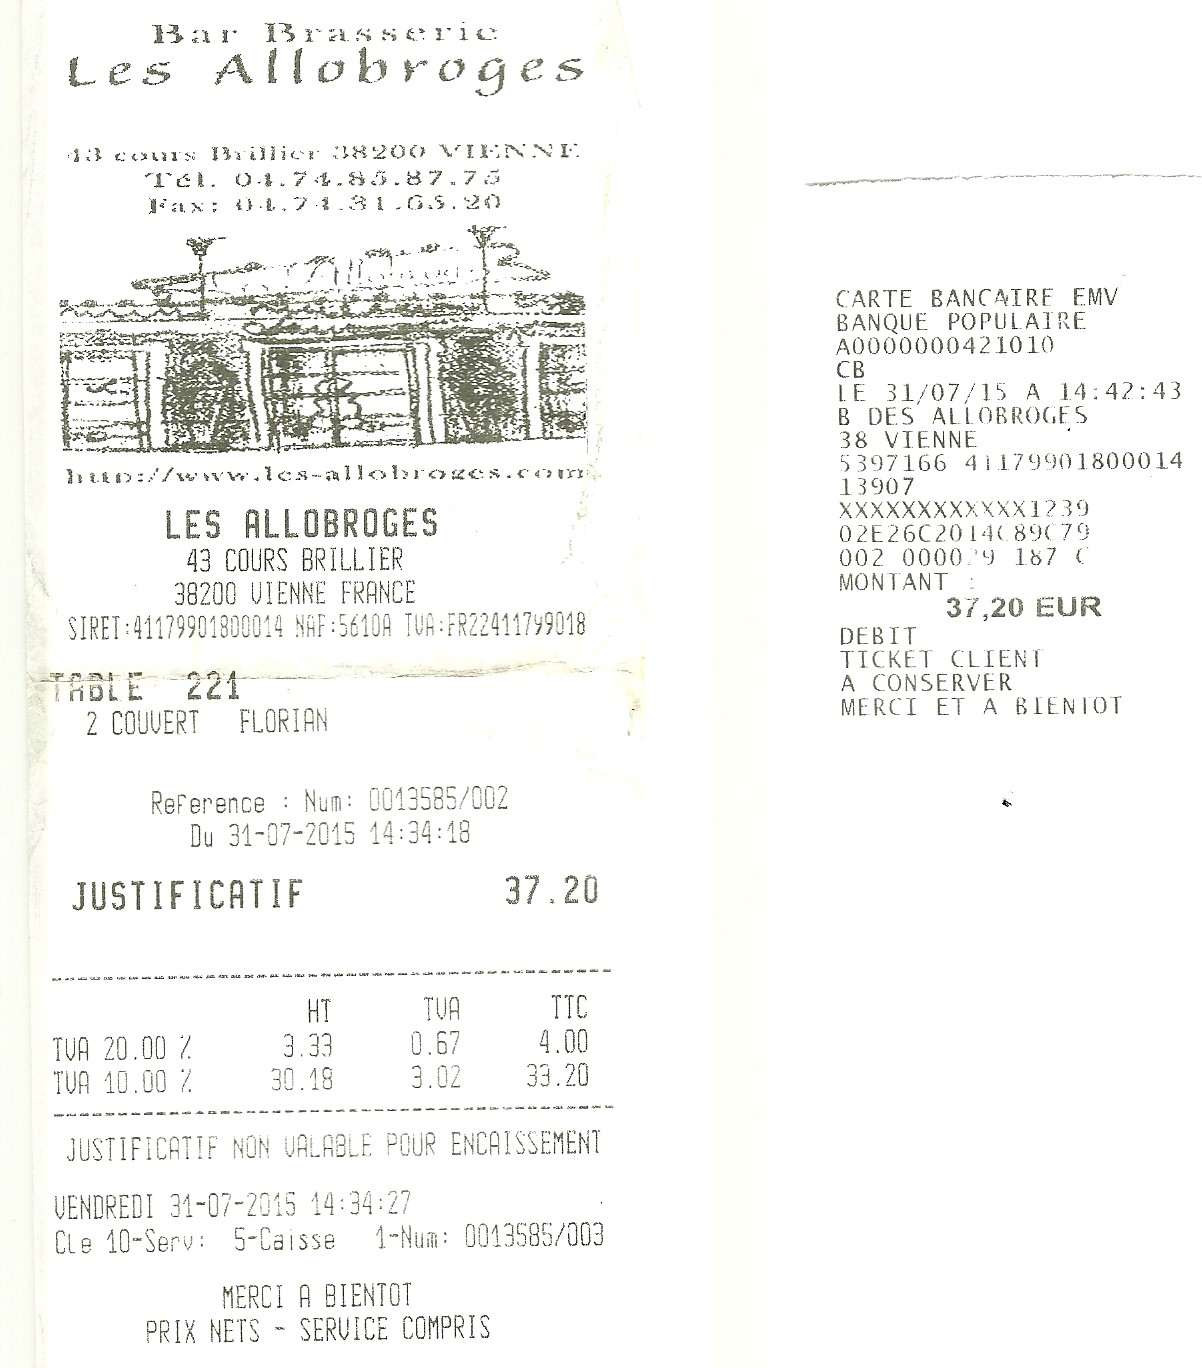 Bar Brasserie
Les Allobroges
43 cours Brillier 38200 VIENNE
Tél. 04.74.85.87.75
Fax: 04.74.31.65.20
http://www.les-allobroges.com
LES ALLOBROGES
43 COURS BRILLIER
38200 VIENNE FRANCE
SIRET:41179901800014 NAF:5610A TVA:FR22411799018
TABLE 221
2 COUVERT FLORIAN
Reference : Num: 0013585/002
Du 31-07-2015 14:34:18
JUSTIFICATIF 37.20
HT TVA TTC
TVA 20.00 % 3.33 0.67 4.00
TVA 10.00 % 30.18 3.02 33.20
JUSTIFICATIF NON VALABLE POUR ENCAISSEMENT
VENDREDI 31-07-2015 14:34:27
Cle 10-Serv: 5-Caisse 1-Num: 0013585/003
MERCI A BIENTOT
PRIX NETS - SERVICE COMPRIS
CARTE BANCAIRE EMV
BANQUE POPULAIRE
A0000000421010
CB
LE 31/07/15 A 14:42:43
B DES ALLOBROGES
38 VIENNE
5397166 41179901800014
13907
XXXXXXXXXXXXX1239
002 187
MONTANT :
37,20 EUR
DEBIT
TICKET CLIENT
A CONSERVER
MERCI ET A BIENTOT